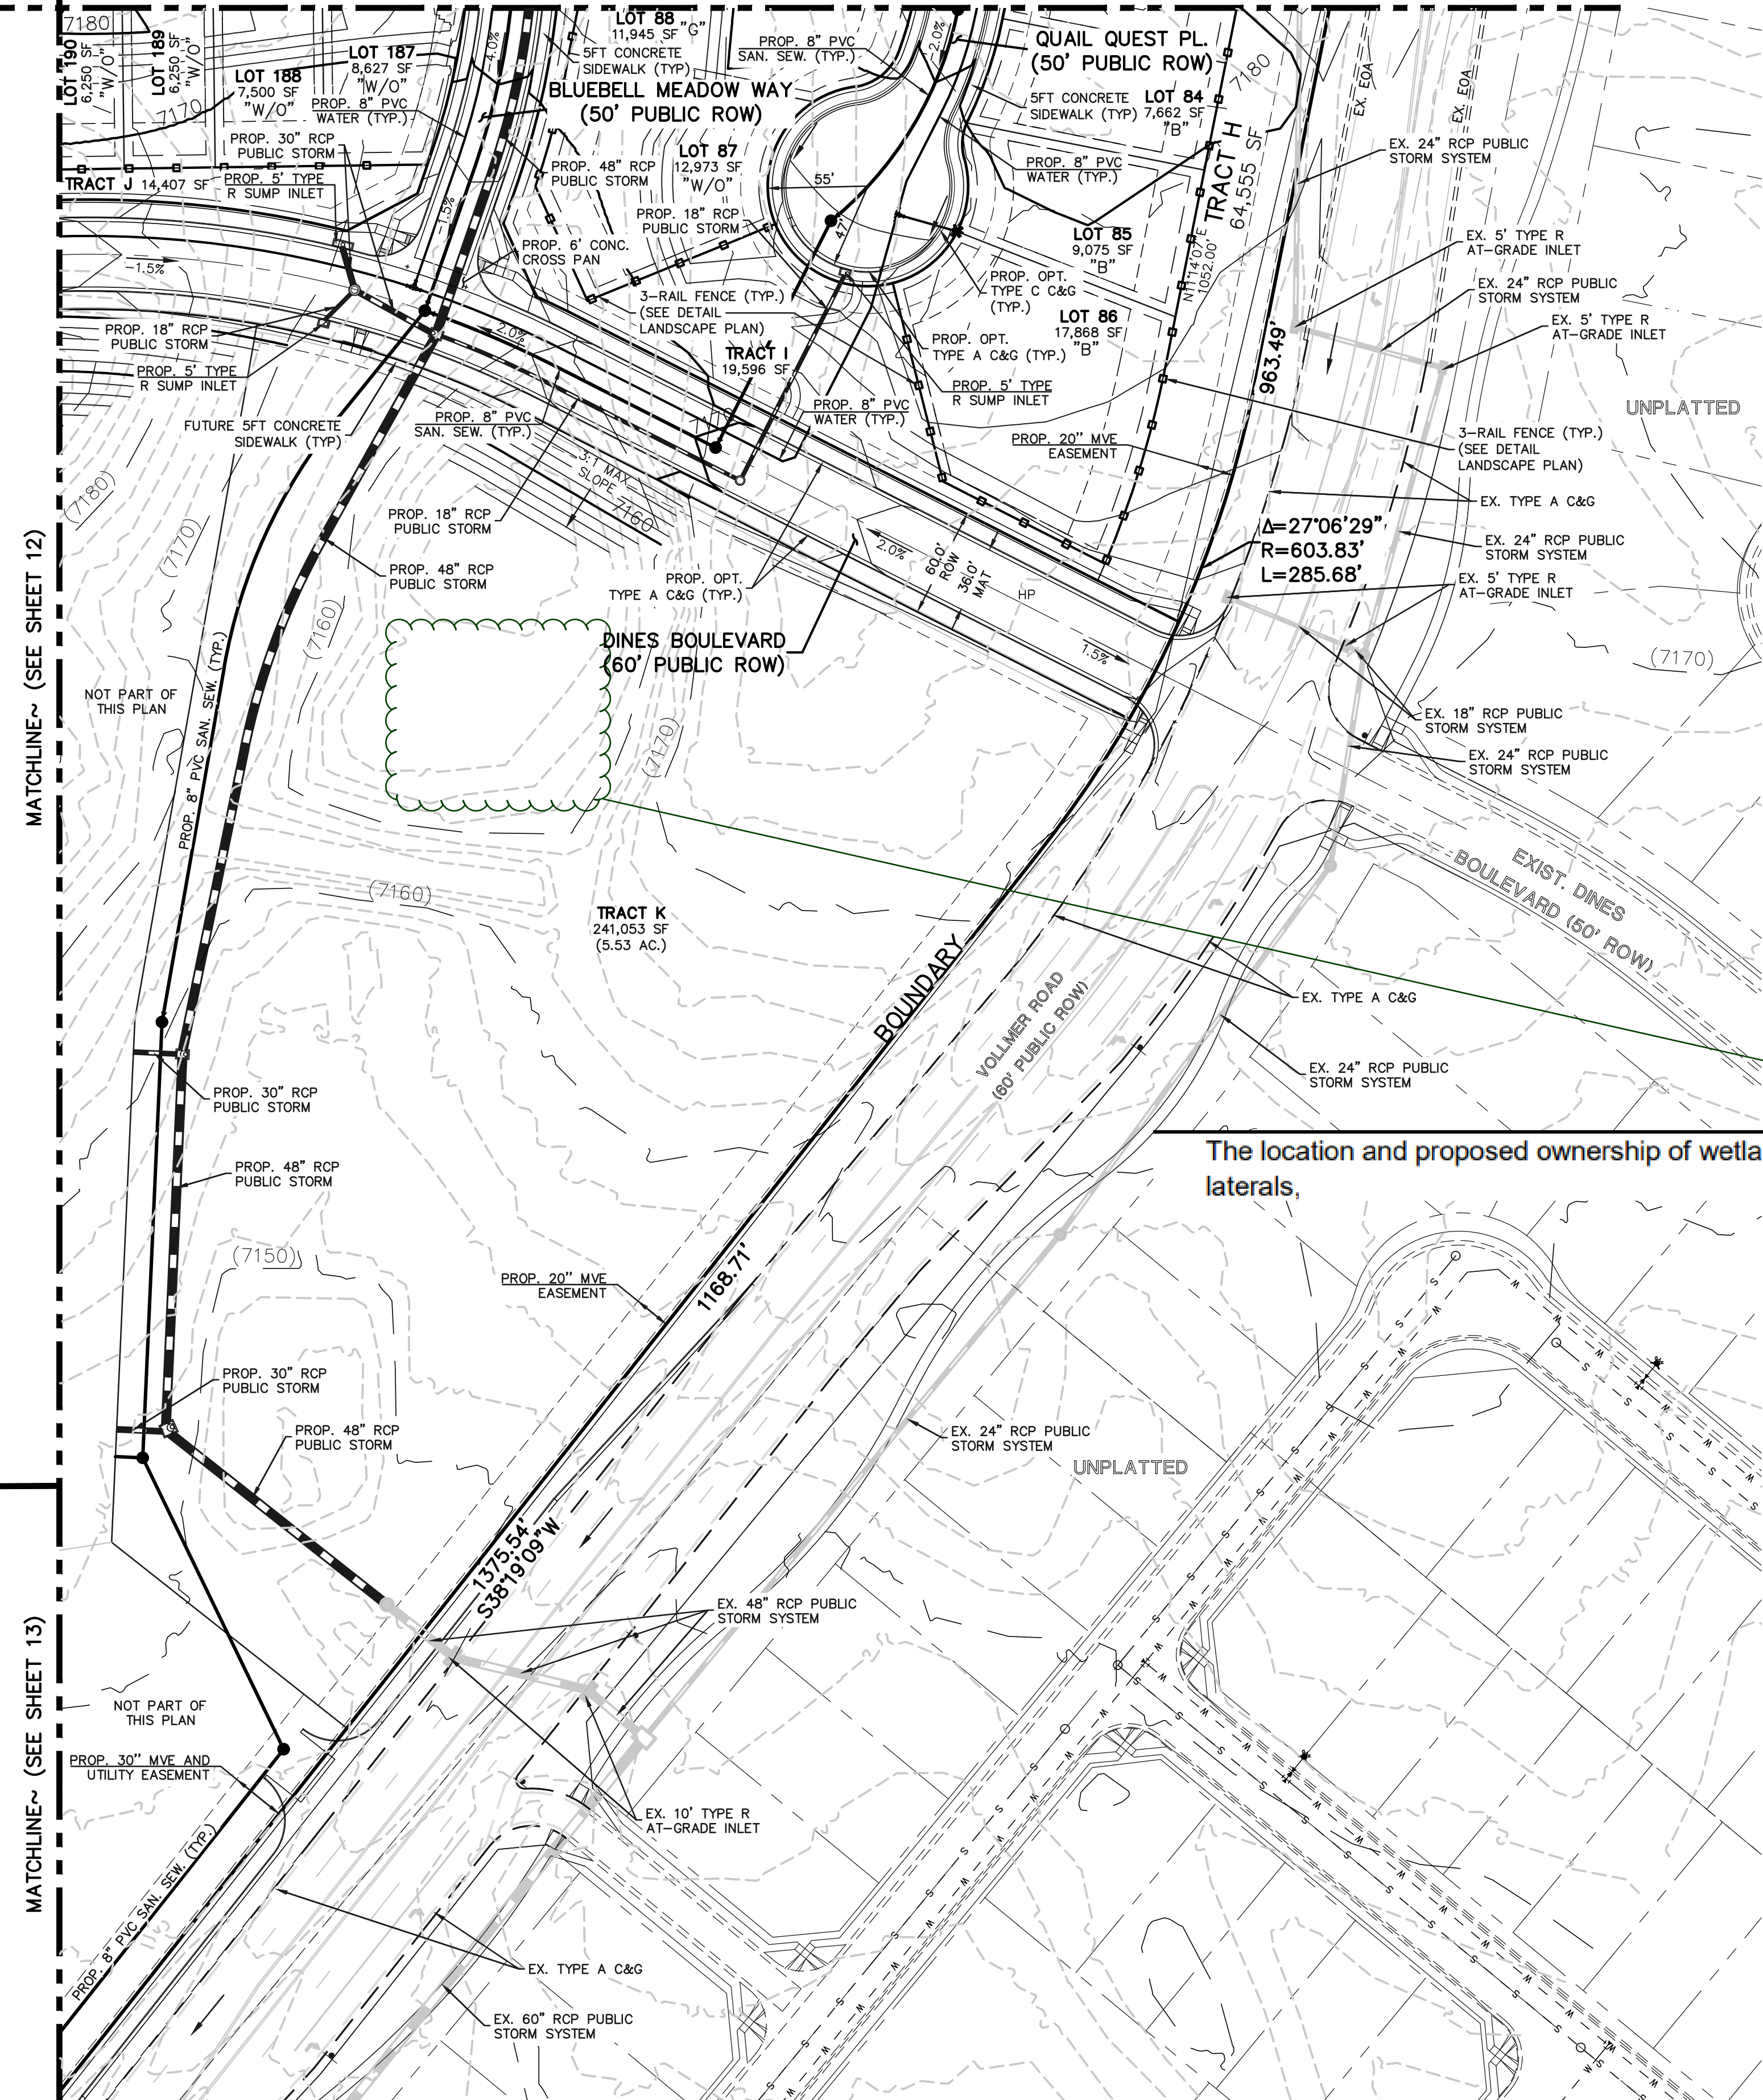 7180
LOT 190
6,250 SF
"W/O"
LOT 189
6,250 SF
"W/O"
7170
LOT 188
7,500 SF
"W/O"
LOT 187
8,627 SF
"W/O"
PROP. 8" PVC
WATER (TYP.)
PROP. 30" RCP
PUBLIC STORM
TRACT J 14,407 SF
PROP. 5' TYPE
R SUMP INLET
-4.0%
-1.5%
LOT 88
11,945 SF "G"
5FT CONCRETE
SIDEWALK (TYP)
BLUEBELL MEADOW WAY
(50' PUBLIC ROW)
PROP. 8" PVC
SAN. SEW. (TYP.)
-2.0%
QUAIL QUEST PL.
(50' PUBLIC ROW)
7180
5FT CONCRETE
SIDEWALK (TYP)
LOT 84
7,662 SF
"B"
PROP. 48" RCP
PUBLIC STORM
LOT 87
12,973 SF
"W/O"
55'
47'
PROP. 8" PVC
WATER (TYP.)
PROP. 18" RCP
PUBLIC STORM
PROP. 6' CONC.
CROSS PAN
LOT 85
9,075 SF
"B"
TRACT H
64,555 SF
N11°14'07"E
1052.00'
EX. EOA
EX. EOA
EX. 24" RCP PUBLIC
STORM SYSTEM
EX. 5' TYPE R
AT-GRADE INLET
EX. 24" RCP PUBLIC
STORM SYSTEM
EX. 5' TYPE R
AT-GRADE INLET
UNPLATTED
-1.5%
PROP. 18" RCP
PUBLIC STORM
PROP. 5' TYPE
R SUMP INLET
2.0%
3-RAIL FENCE (TYP.)
(SEE DETAIL
LANDSCAPE PLAN)
PROP. OPT.
TYPE C C&G
(TYP.)
LOT 86
17,868 SF
"B"
PROP. OPT.
TYPE A C&G (TYP.)
TRACT I
19,596 SF
PROP. 5' TYPE
R SUMP INLET
963.49'
FUTURE 5FT CONCRETE
SIDEWALK (TYP)
PROP. 8" PVC
SAN. SEW. (TYP.)
PROP. 8" PVC
WATER (TYP.)
PROP. 20" MVE
EASEMENT
3-RAIL FENCE (TYP.)
(SEE DETAIL
LANDSCAPE PLAN)
EX. TYPE A C&G
3:1 MAX
SLOPE
7160
(7180)
(7170)
PROP. 18" RCP
PUBLIC STORM
PROP. 48" RCP
PUBLIC STORM
2.0%
60.0'
ROW
36.0'
MAT
HP
PROP. OPT.
TYPE A C&G (TYP.)
Δ=27°06'29"
R=603.83'
L=285.68'
EX. 24" RCP PUBLIC
STORM SYSTEM
EX. 5' TYPE R
AT-GRADE INLET
(7160)
DINES BOULEVARD
(60' PUBLIC ROW)
1.5%
(7170)
MATCHLINE~ (SEE SHEET 12)
NOT PART OF
THIS PLAN
PROP. 8" PVC SAN. SEW. (TYP.)
(7170)
EX. 18" RCP PUBLIC
STORM SYSTEM
EX. 24" RCP PUBLIC
STORM SYSTEM
(7160)
TRACT K
241,053 SF
(5.53 AC.)
EXIST. DINES
BOULEVARD (50' ROW)
BOUNDARY
VOLLMER ROAD
(60' PUBLIC ROW)
EX. TYPE A C&G
EX. 24" RCP PUBLIC
STORM SYSTEM
PROP. 30" RCP
PUBLIC STORM
The location and proposed ownership of wetla
laterals,
PROP. 48" RCP
PUBLIC STORM
(7150)
PROP. 20" MVE
EASEMENT
1168.71'
PROP. 30" RCP
PUBLIC STORM
PROP. 48" RCP
PUBLIC STORM
EX. 24" RCP PUBLIC
STORM SYSTEM
UNPLATTED
1375.54'
S38°19'09"W
EX. 48" RCP PUBLIC
STORM SYSTEM
MATCHLINE~ (SEE SHEET 13)
NOT PART OF
THIS PLAN
PROP. 30" MVE AND
UTILITY EASEMENT
EX. 10' TYPE R
AT-GRADE INLET
PROP. 8" PVC SAN. SEW. (TYP.)
EX. TYPE A C&G
EX. 60" RCP PUBLIC
STORM SYSTEM